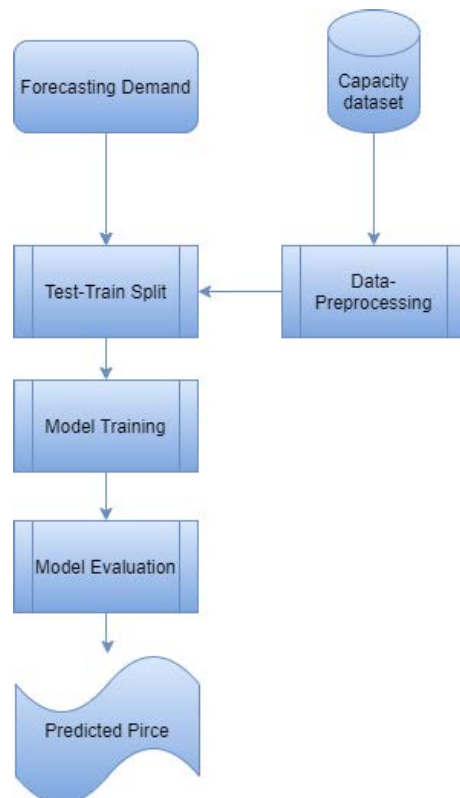 Forecasting Demand
Capacity
dataset
Test-Train Split
Data-
Preprocessing
Model Training
Model Evaluation
Predicted Pirce